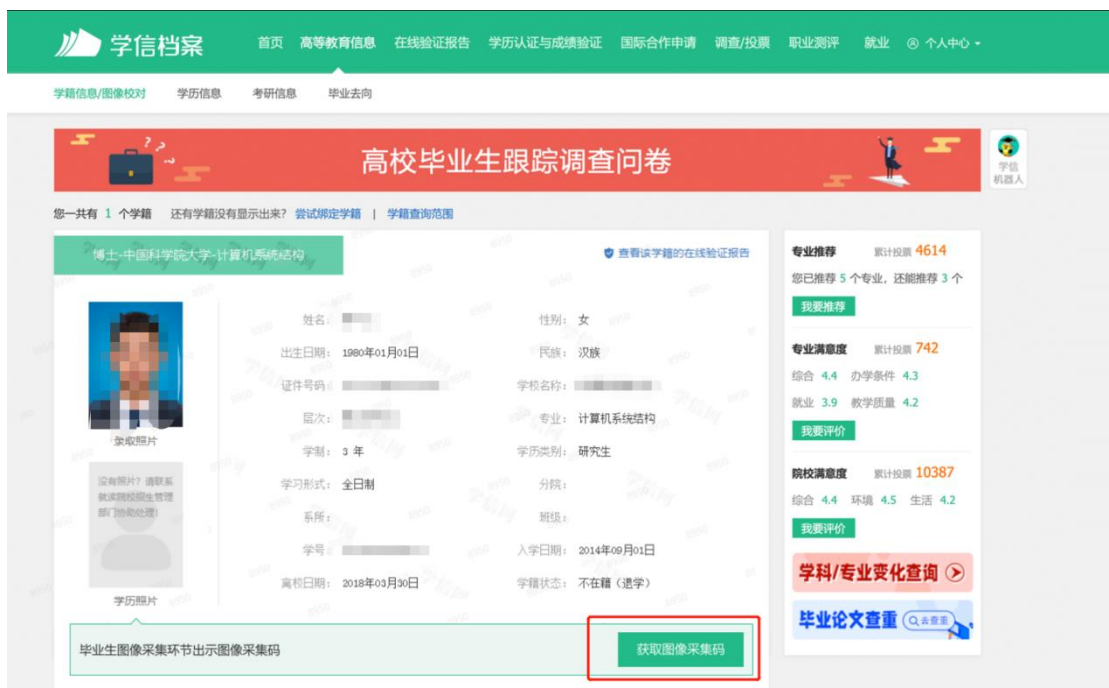 学信档案
首页 高等教育信息 在线验证报告 学历认证与成绩验证 国际合作申请 调查/投票 职业测评 就业 个人中心
学籍信息/图像校对 学历信息 考研信息 毕业去向
? ? ?
高校毕业生跟踪调查问卷
学信
机器人
您一共有 1 个学籍 还有学籍没有显示出来? 尝试绑定学籍 | 学籍查询范围
博士-中国科学院大学-计算机系统结构
查看该学籍的在线验证报告
录取照片
没有照片?请联系
就读院校招生管理
部门协助处理!
学历照片
姓名:
性别: 女
出生日期: 1980年01月01日
民族: 汉族
证件号码:
学校名称:
层次:
专业: 计算机系统结构
学制: 3 年
学历类别: 研究生
学习形式: 全日制
分院:
系所:
班级:
学号:
入学日期: 2014年09月01日
离校日期: 2018年03月30日
学籍状态: 不在籍(退学)
毕业生图像采集环节出示图像采集码
获取图像采集码
专业推荐 累计投票 4614
您已推荐 5 个专业,还能推荐 3 个
我要推荐
专业满意度 累计投票 742
综合 4.4 办学条件 4.3
就业 3.9 教学质量 4.2
我要评价
院校满意度 累计投票 10387
综合 4.4 环境 4.5 生活 4.2
我要评价
学科/专业变化查询
毕业论文查重 去查重
学信网